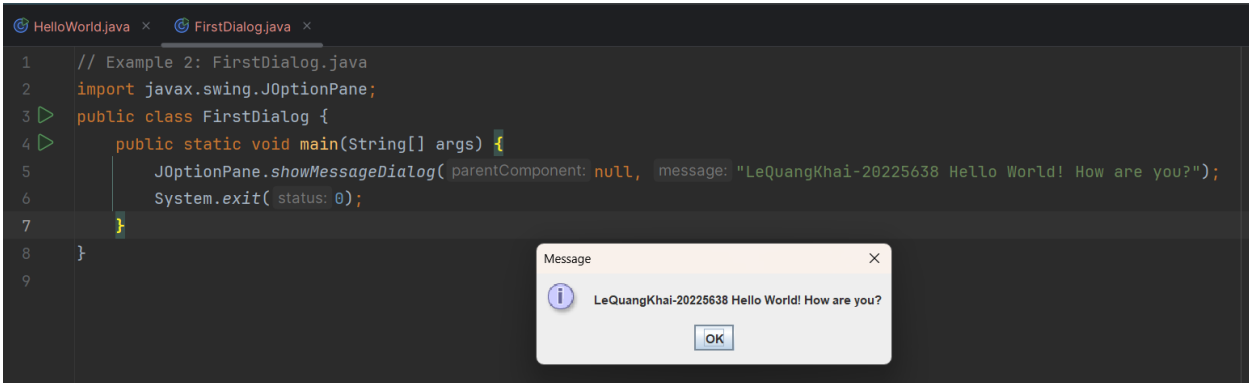 HelloWorld.java × FirstDialog.java ×
1 // Example 2: FirstDialog.java
2 import javax.swing.JOptionPane;
3 public class FirstDialog {
4 public static void main(String[] args) {
5 JOptionPane.showMessageDialog( parentComponent: null, message: "LeQuangKhai-20225638 Hello World! How are you?");
6 System.exit( status: 0);
7 }
8 }
9
Message ×
i LeQuangKhai-20225638 Hello World! How are you?
OK